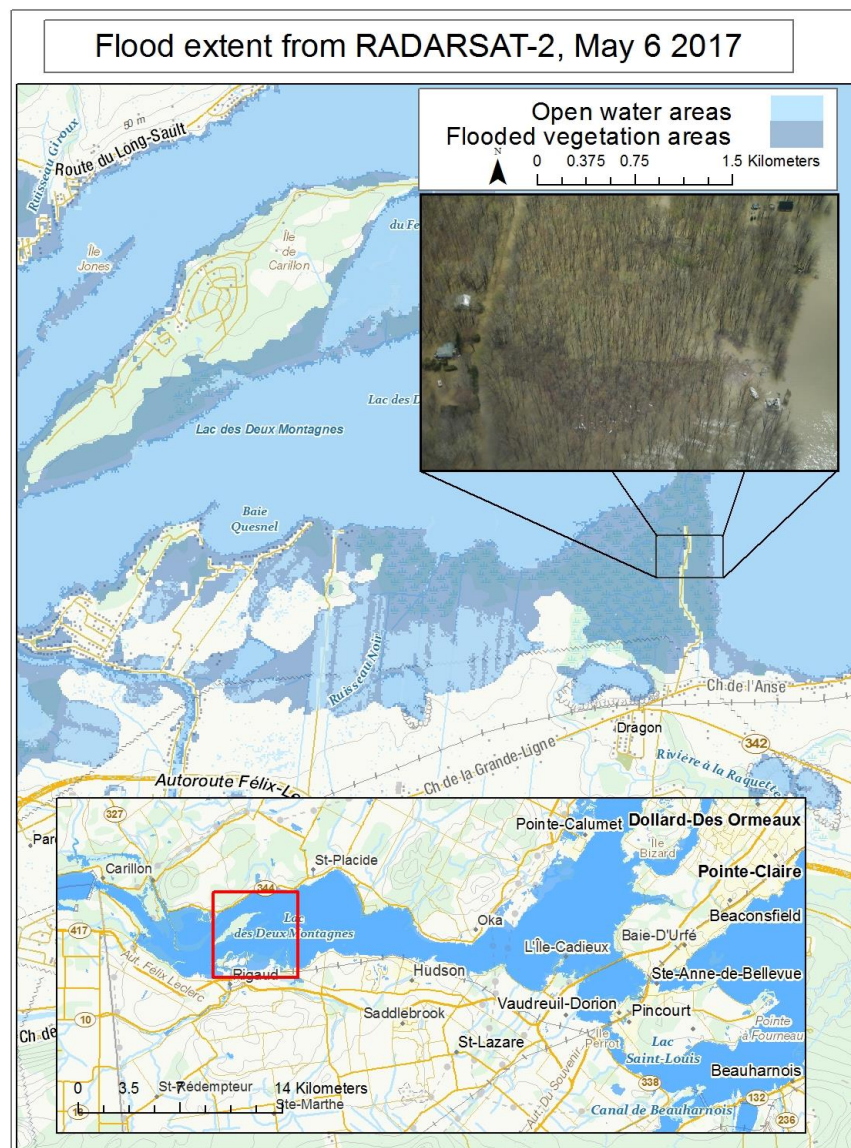 Flood extent from RADARSAT-2, May 6 2017
Open water areas
Flooded vegetation areas
N
0 0.375 0.75 1.5 Kilometers
50 m
Route du Long-Sault
Ruisseau Giroux
Île
Jones
Île
de
Carillon
du Fe
Lac des D
Lac des Deux Montagnes
Baie
Quesnel
Ruisseau Noir
Ch de l'Anse
Dragon
342
Ch de la Grande-Ligne
Rivière à la Raquette
Autoroute Félix-Le
Par
Ch de
327
Pointe-Calumet
Dollard-Des Ormeaux
Île
Bizard
St-Placide
Carillon
Pointe-Claire
344
Lac
des Deux Montagnes
Oka
Beaconsfield
417
Baie-D'Urfé
L'Île-Cadieux
Aut. Félix Leclerc
Rigaud
Hudson
Ste-Anne-de-Bellevue
Vaudreuil-Dorion
Pincourt
10
Saddlebrook
L'Île
Perrot
Pointe
à Fourneau
St-Lazare
Lac
Saint-Louis
Aut. Du Souvenir
Beauharnois
338
132
0 3.5 7 14 Kilometers
St-Rédempteur
Ste-Marthe
Canal de Beauharnois
236